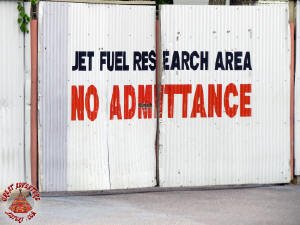 JET FUEL RESEARCH AREA
NO ADMITTANCE